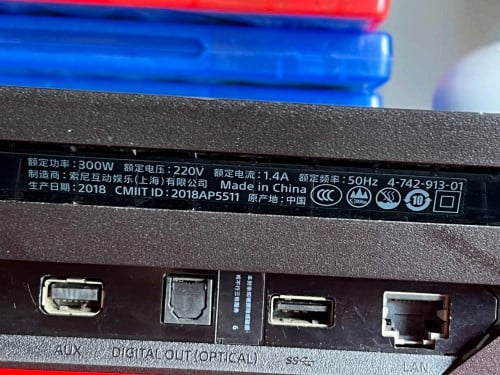 额定功率：300W 额定电压：220V 额定电流：1.4A 额定频率：50Hz 4-742-913-01
制造商：索尼互动娱乐(上海)有限公司 Made in China
生产日期：2018 CMIIT ID：2018AP5511 原产地：中国
10
6
AUX DIGITAL OUT (OPTICAL) SS LAN